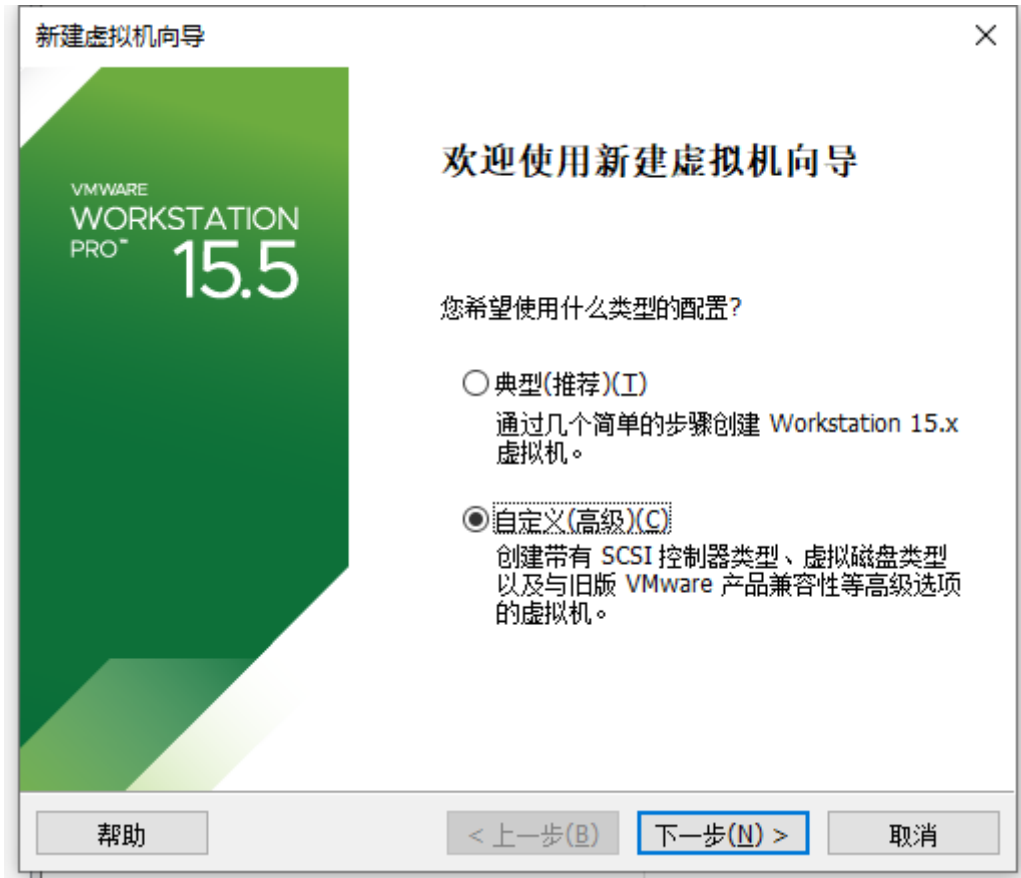 新建虚拟机向导
VMWARE
WORKSTATION
PRO™ 15.5
欢迎使用新建虚拟机向导
您希望使用什么类型的配置?
典型(推荐)(T)
通过几个简单的步骤创建 Workstation 15.x
虚拟机。
自定义(高级)(C)
创建带有 SCSI 控制器类型、虚拟磁盘类型
以及与旧版 VMware 产品兼容性等高级选项
的虚拟机。
帮助
< 上一步(B)
下一步(N) >
取消